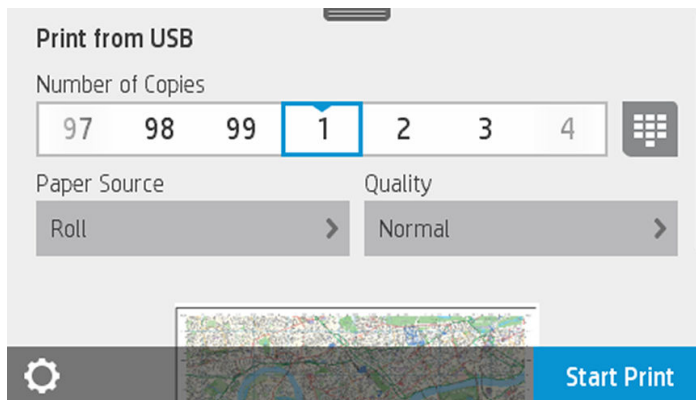 Print from USB
Number of Copies
97 98 99 1 2 3 4
Paper Source Quality
Roll Normal
Start Print